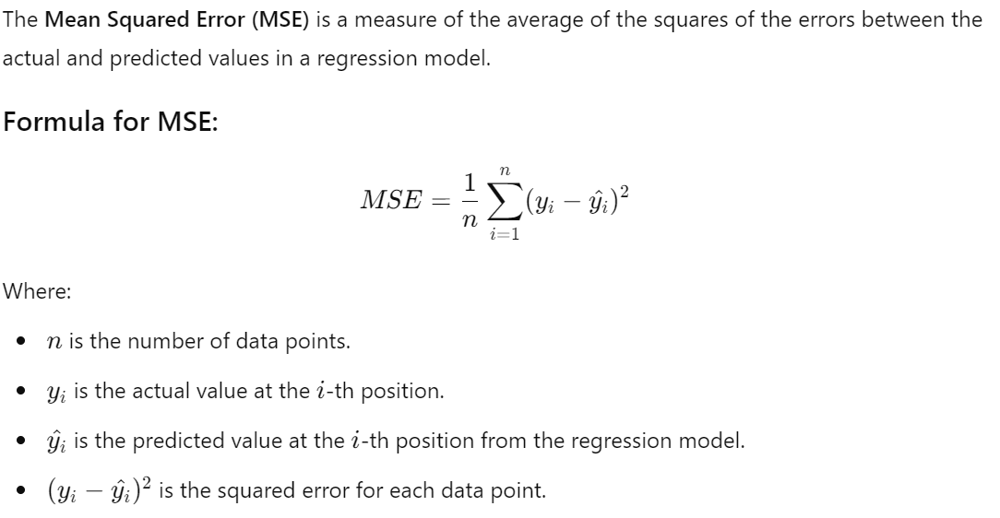 The Mean Squared Error (MSE) is a measure of the average of the squares of the errors between the
actual and predicted values in a regression model.
Formula for MSE:
MSE = \frac{1}{n} \sum_{i=1}^{n} (y_i - \hat{y}_i)^2
Where:
• n is the number of data points.
• y_i is the actual value at the i-th position.
• \hat{y}_i is the predicted value at the i-th position from the regression model.
• (y_i - \hat{y}_i)^2 is the squared error for each data point.